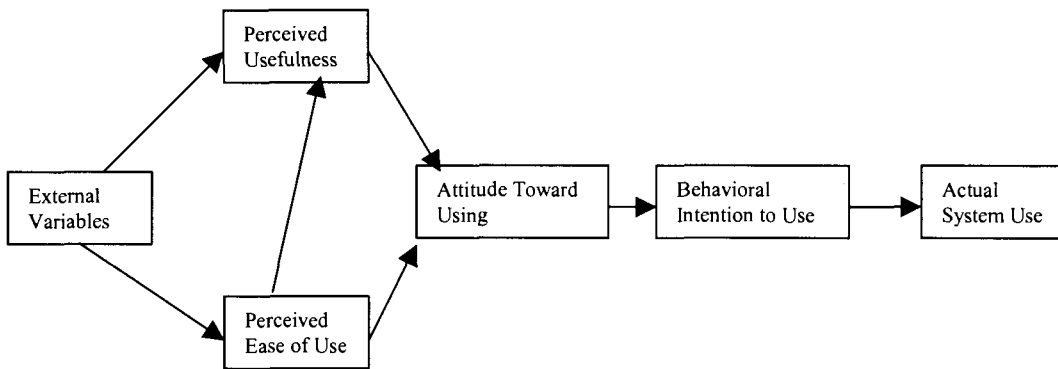 Perceived
Usefulness
External
Variables
Attitude Toward
Using
Behavioral
Intention to Use
Actual
System Use
Perceived
Ease of Use